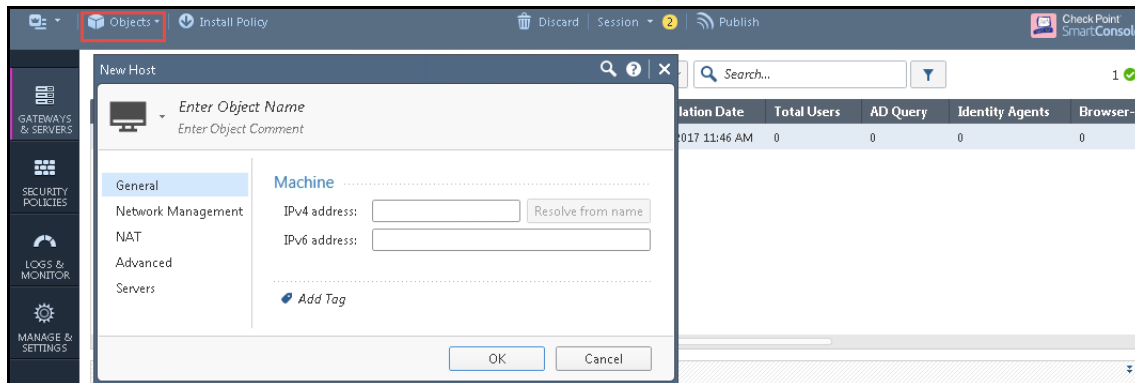 Objects Install Policy Discard Session 2 Publish
Check Point
SmartConsol
New Host
Search...
1
Enter Object Name
Enter Object Comment
GATEWAYS
& SERVERS
lation Date Total Users AD Query Identity Agents Browser-
2017 11:46 AM 0 0 0 0
General
Network Management
NAT
Advanced
Servers
Machine
IPv4 address: Resolve from name
IPv6 address:
Add Tag
SECURITY
POLICIES
LOGS &
MONITOR
MANAGE &
SETTINGS
OK Cancel